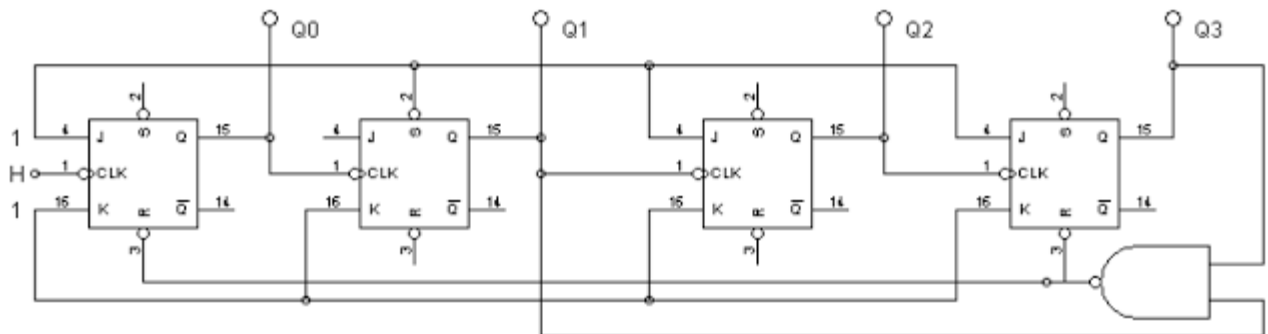 Q0 Q1 Q2 Q3
2 2 2 2
1 4 J S Q 15 4 J S Q 15 4 J S Q 15 4 J S Q 15
H 1 CLK 1 CLK 1 CLK 1 CLK
1 16 K R Q̅ 14 16 K R Q̅ 14 16 K R Q̅ 14 16 K R Q̅ 14
3 3 3 3